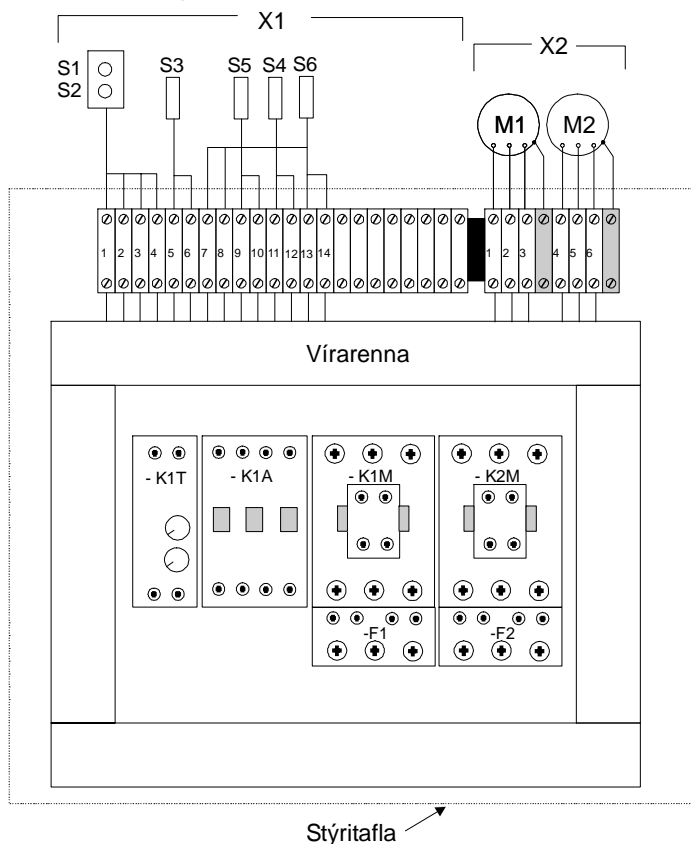 X1
X2
S1 S3 S5 S4 S6
S2
M1 M2
1 2 3 4 5 6 7 8 9 10 11 12 13 14 1 2 3 4 5 6
Vírarenna
- K1T - K1A - K1M - K2M
-F1 -F2
Stýritafla